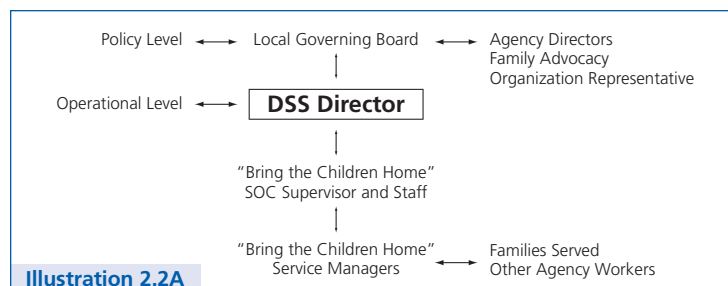 Policy Level
Local Governing Board
Agency Directors
Family Advocacy
Organization Representative
Operational Level
DSS Director
“Bring the Children Home”
SOC Supervisor and Staff
“Bring the Children Home”
Service Managers
Families Served
Other Agency Workers
Illustration 2.2A